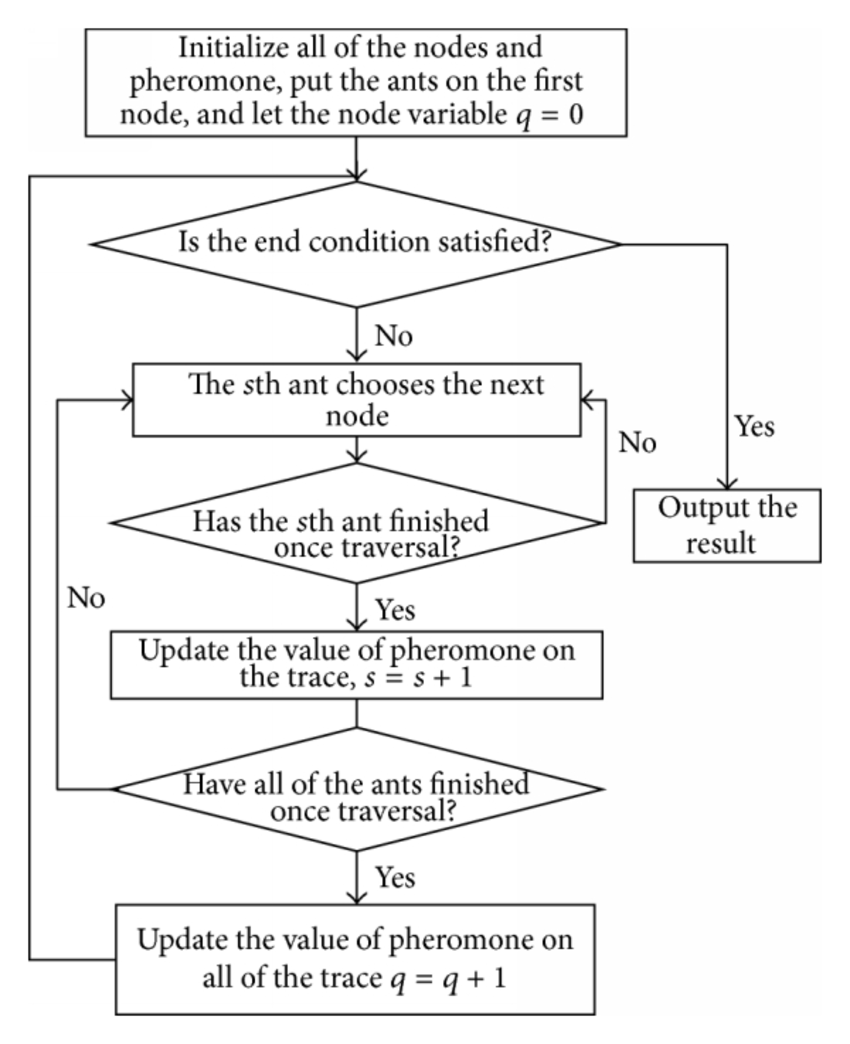 Initialize all of the nodes and
pheromone, put the ants on the first
node, and let the node variable q = 0
Is the end condition satisfied?
No
The sth ant chooses the next
node
Yes
No
Output the
result
Has the sth ant finished
once traversal?
No
Yes
Update the value of pheromone on
the trace, s = s + 1
Have all of the ants finished
once traversal?
Yes
Update the value of pheromone on
all of the trace q = q + 1